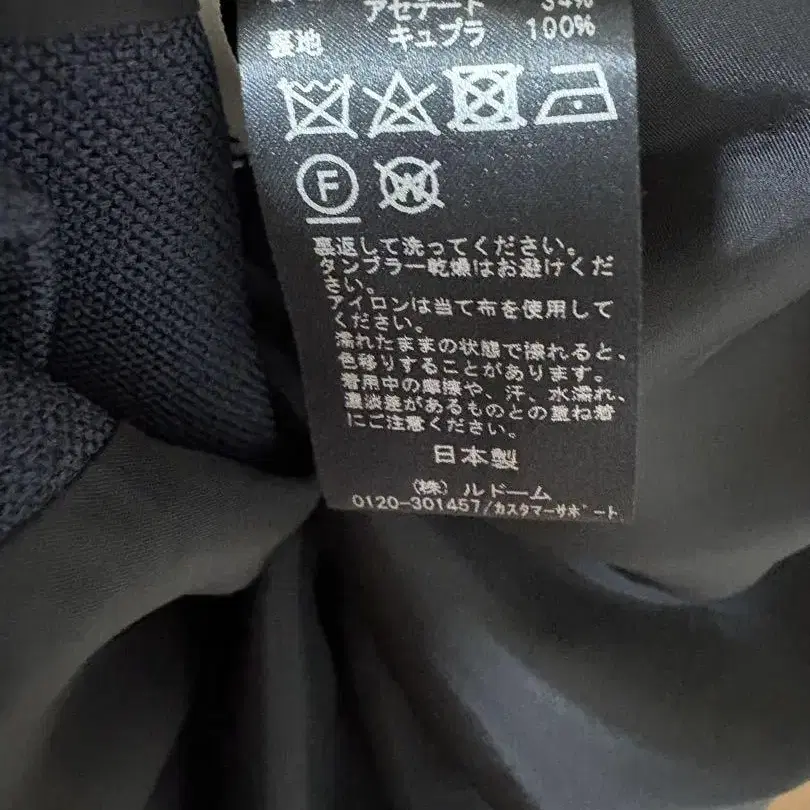 アセテート 34%
裏地 キュプラ 100%
F W
裏返して洗ってください。
タンブラー乾燥はお避けくだ
さい。
アイロンは当て布を使用して
ください。
濡れたままの状態で擦れると、
色移りすることがあります。
着用中の摩擦や、汗、水濡れ、
濃淡差があるものとの重ね着
にご注意ください。
日本製
(株) ルドーム
0120-301457/カスタマーサポート